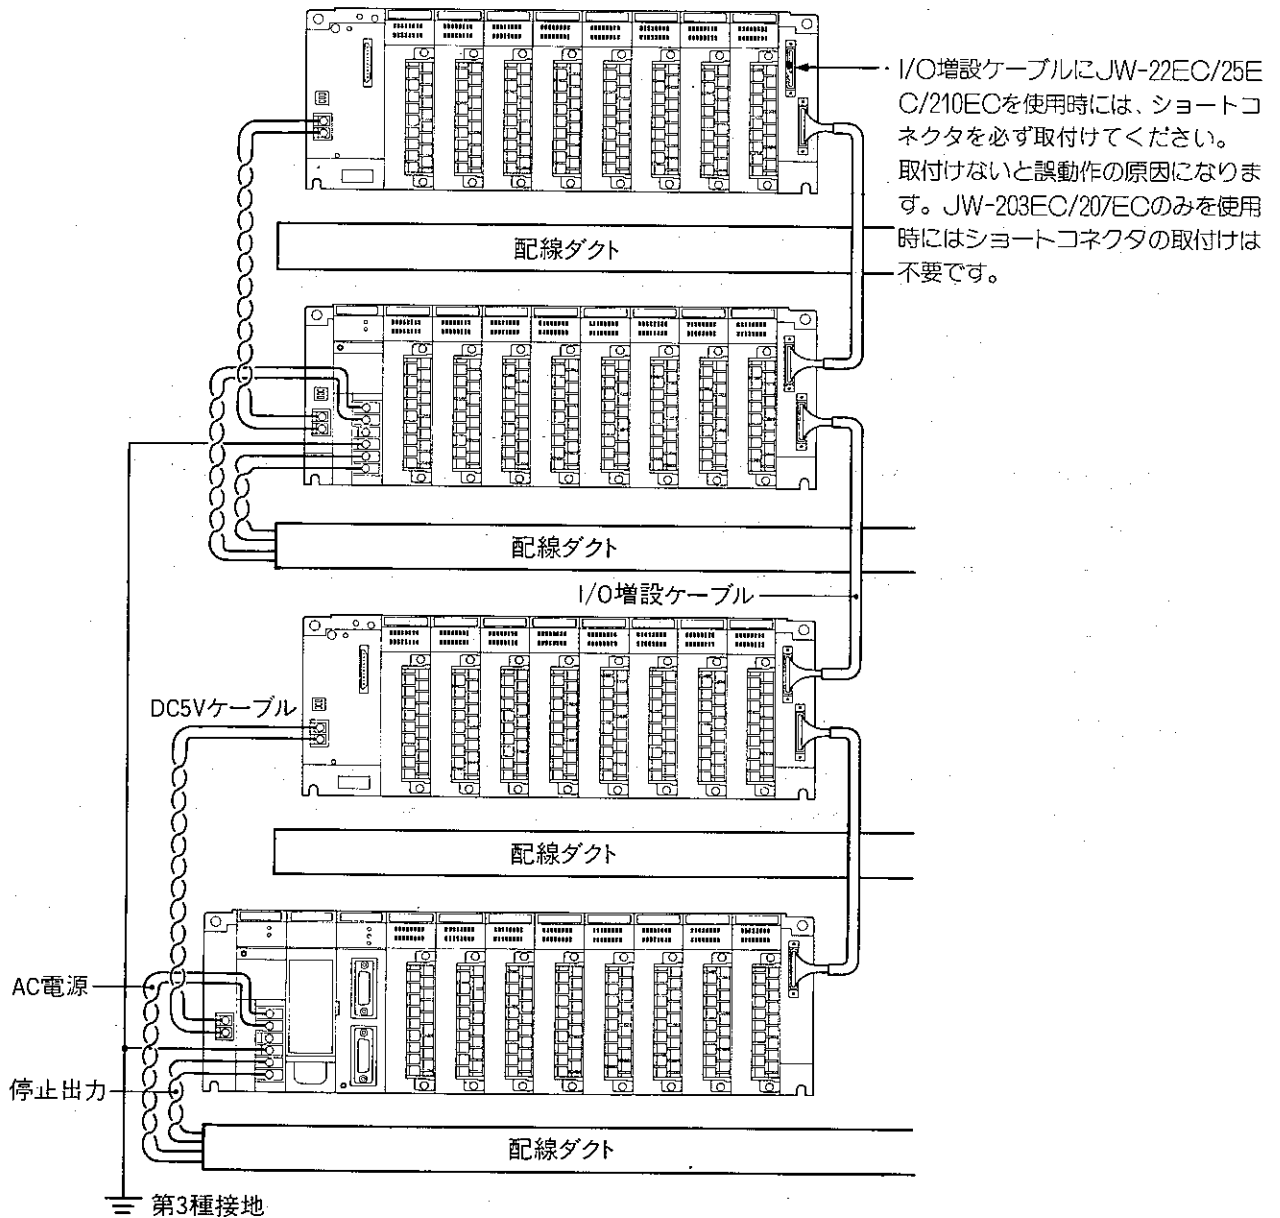 I/O増設ケーブルにJW-22EC/25E
C/210ECを使用時には、ショートコ
ネクタを必ず取付けてください。
取付けないと誤動作の原因になりま
す。JW-203EC/207ECのみを使用
時にはショートコネクタの取付けは
不要です。
配線ダクト
配線ダクト
I/O増設ケーブル
DC5Vケーブル
配線ダクト
AC電源
停止出力
配線ダクト
第3種接地